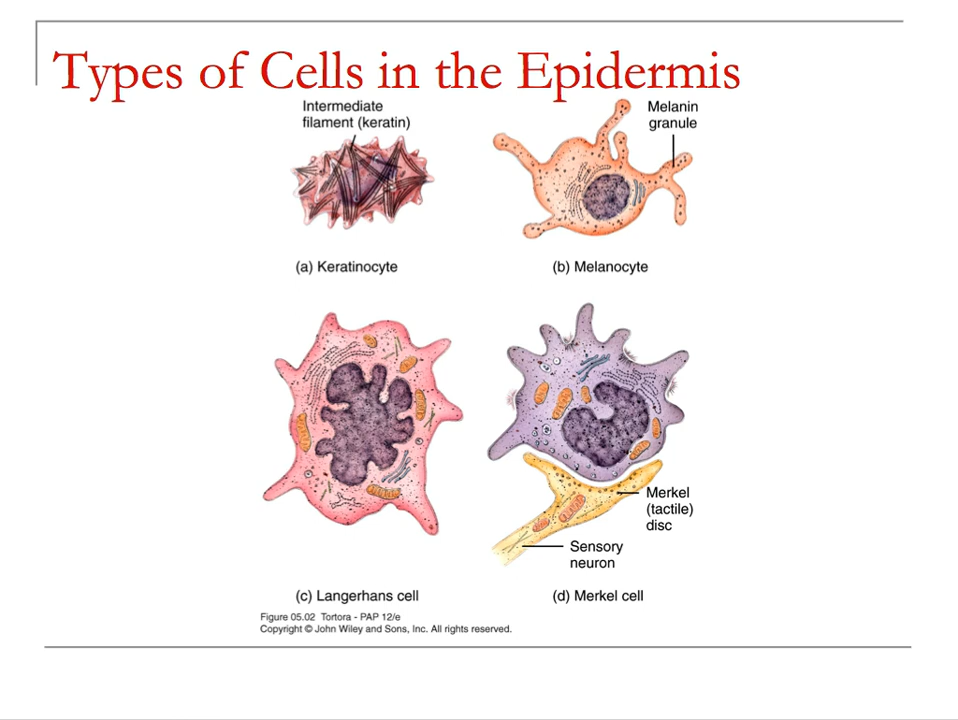 Types of Cells in the Epidermis
Intermediate
filament (keratin)
Melanin
granule
(a) Keratinocyte
(b) Melanocyte
Merkel
(tactile)
disc
Sensory
neuron
(c) Langerhans cell
(d) Merkel cell
Figure 05.02 Tortora - PAP 12/e
Copyright © John Wiley and Sons, Inc. All rights reserved.